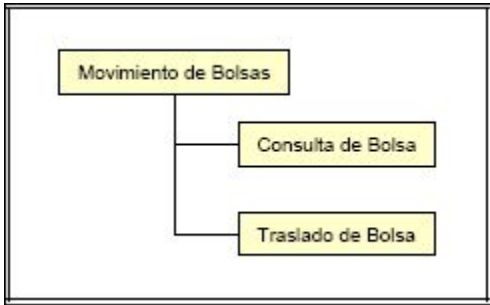 Movimiento de Bolsas
Consulta de Bolsa
Traslado de Bolsa